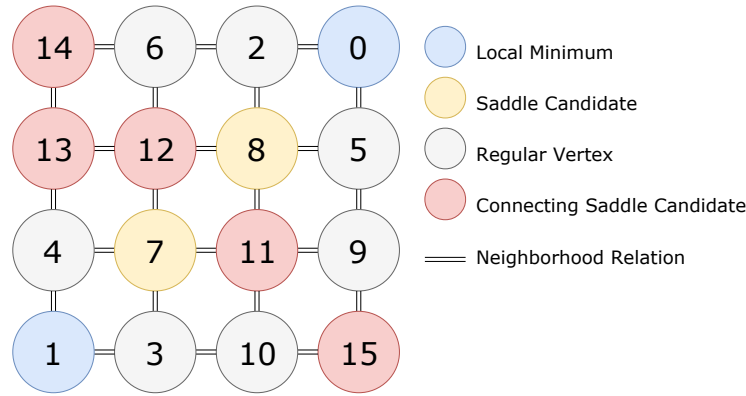 14 6 2 0
Local Minimum
Saddle Candidate
13 12 8 5
Regular Vertex
Connecting Saddle Candidate
4 7 11 9
Neighborhood Relation
1 3 10 15